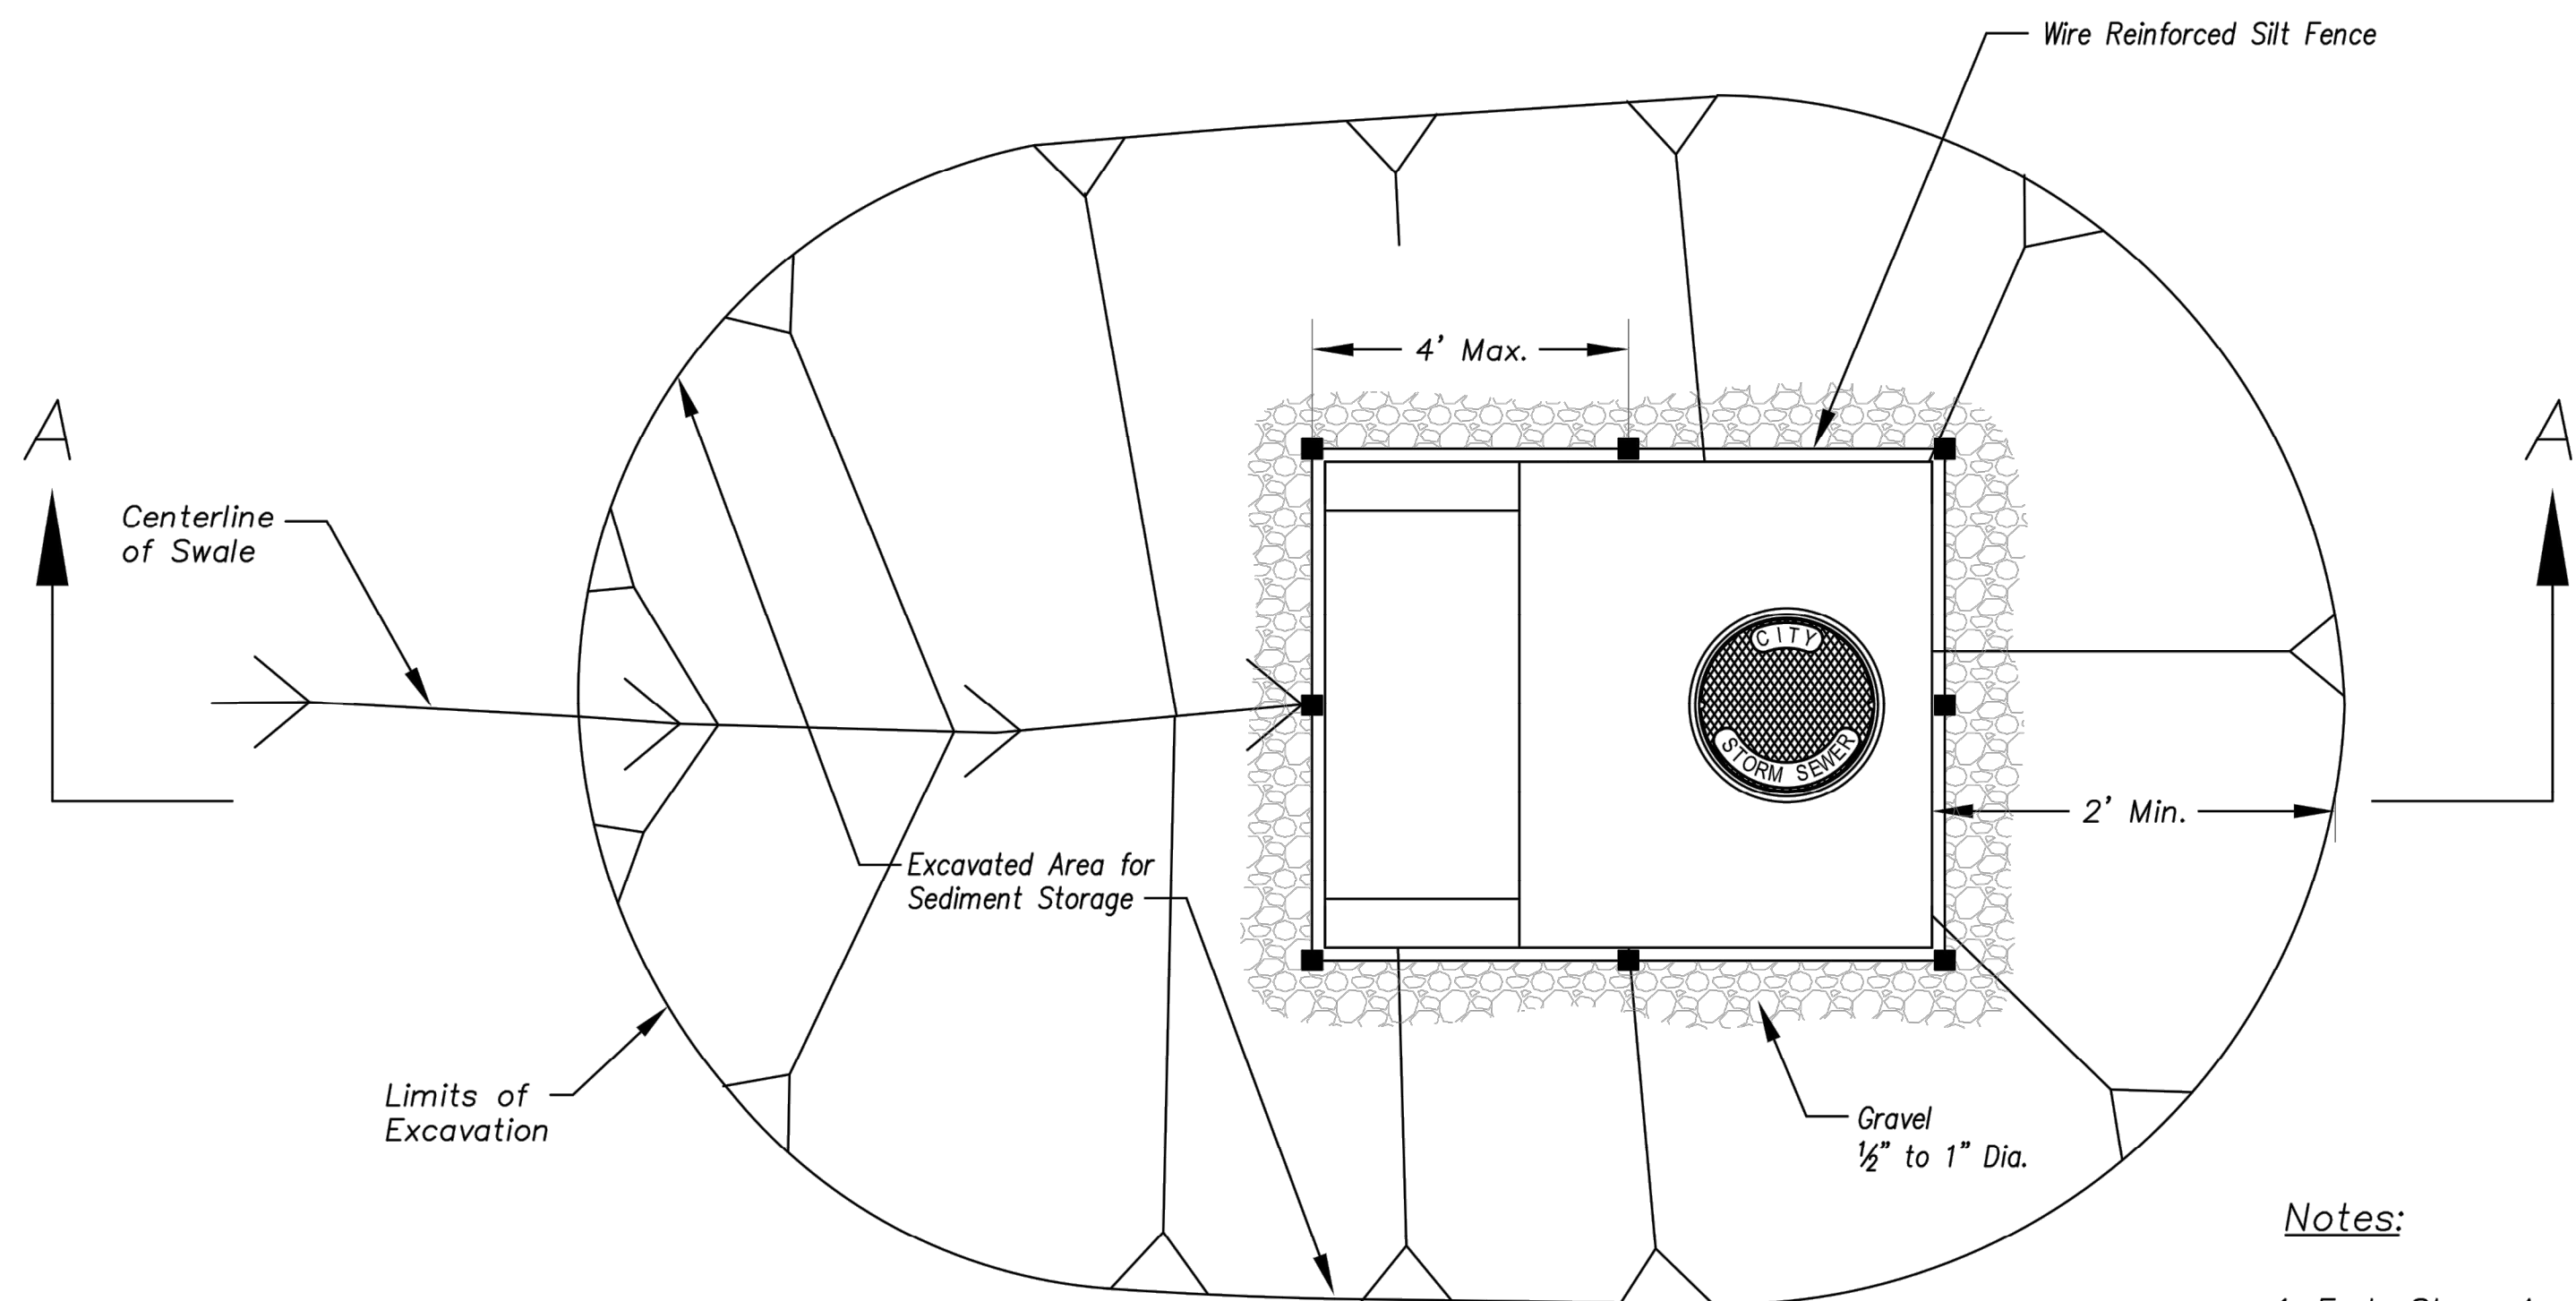 Wire Reinforced Silt Fence
4' Max.
A
A
Centerline
of Swale
CITY
STORM SEWER
2' Min.
Excavated Area for
Sediment Storage
Limits of
Excavation
Gravel
½" to 1" Dia.
Notes: